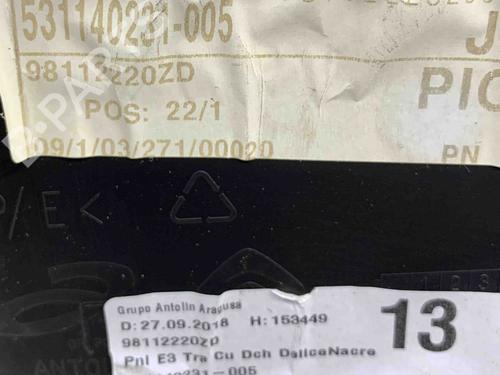 531140231-005
98112220ZD
POS: 22/1
09/1/03/271/00020
J
PIC
PN
P/E<
Grupo Antolin Aragusa
D: 27.09.2018 H: 153449
98112220ZD
Pnl E3 Tra Cu Dch DallceNacre
13